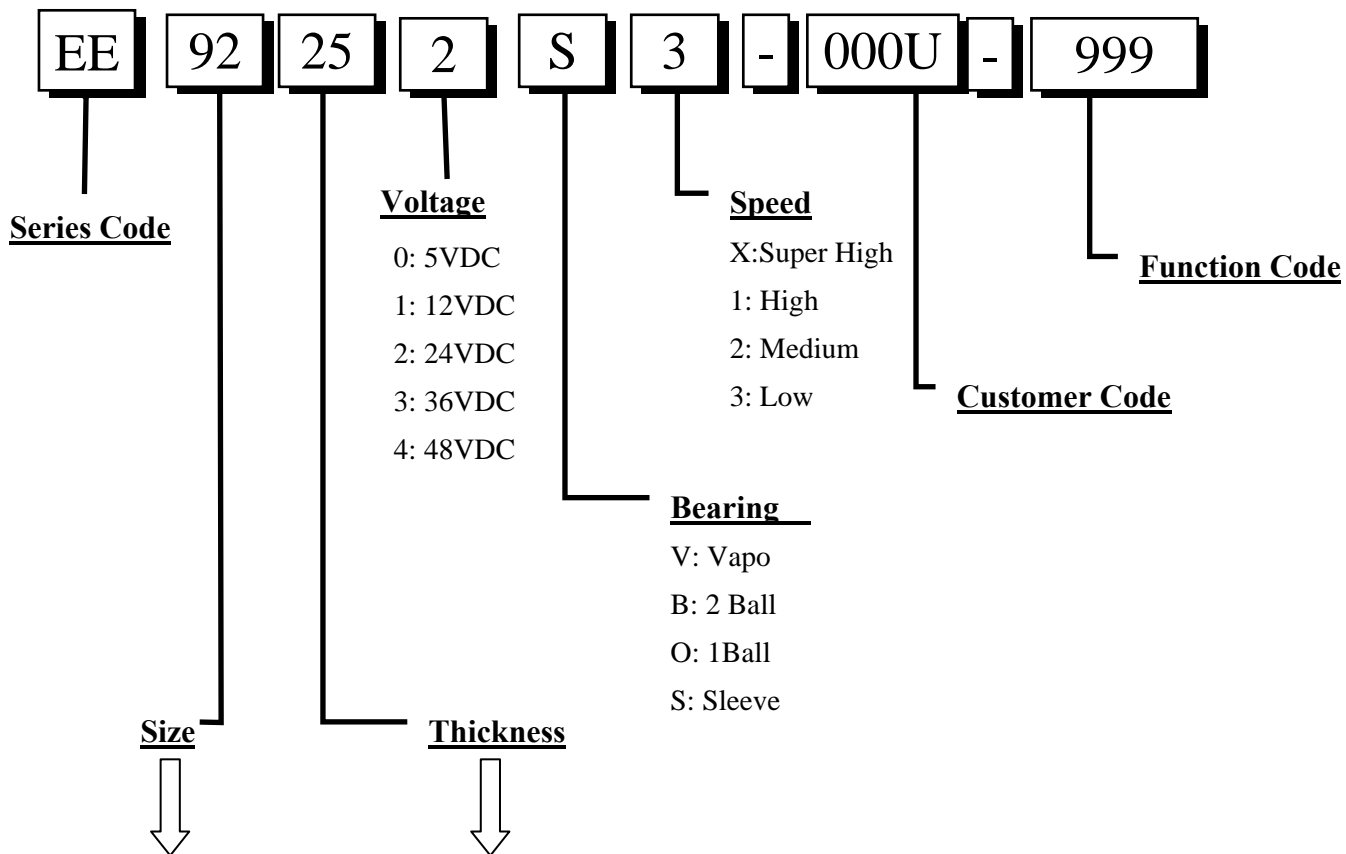 EE 92 25 2 S 3 - 000U - 999
Series Code
Voltage
0: 5VDC
1: 12VDC
2: 24VDC
3: 36VDC
4: 48VDC
Speed
X:Super High
1: High
2: Medium
3: Low
Function Code
Customer Code
Bearing
V: Vapo
B: 2 Ball
O: 1Ball
S: Sleeve
Size
Thickness